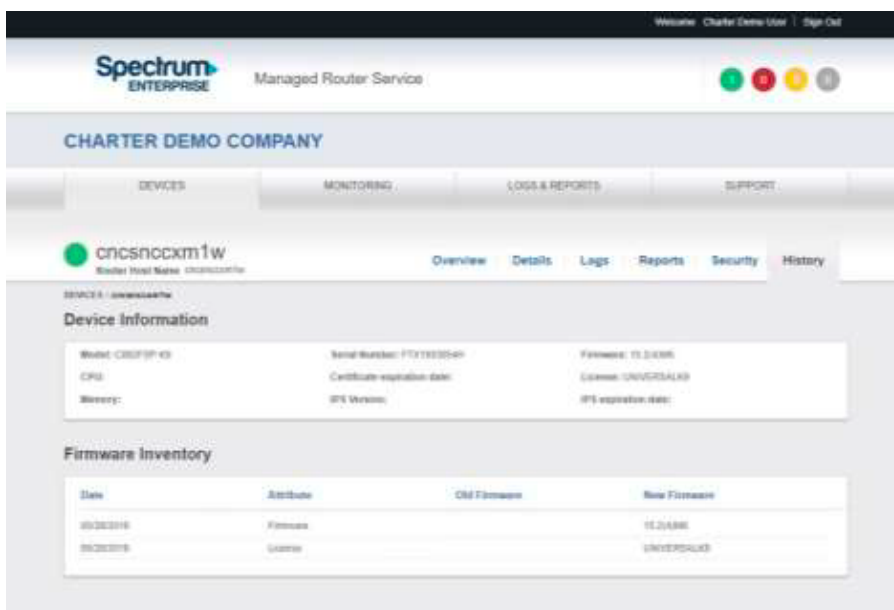 Welcome Charter Demo User | Sign Out
Spectrum
ENTERPRISE
Managed Router Service
CHARTER DEMO COMPANY
DEVICES MONITORING LOGS & REPORTS SUPPORT
cncsnccxm1w
Router Host Name cncsnccxm1w
Overview Details Logs Reports Security History
DEVICES / cncsnccxm1w
Device Information
Model: Serial Number: Firmware:
CPU: Certificate expiration date: License: UNIVERSALK9
Memory: IPS Version: IPS expiration date:
Firmware Inventory
Date Attribute Old Firmware New Firmware
Firmware
License UNIVERSALK9